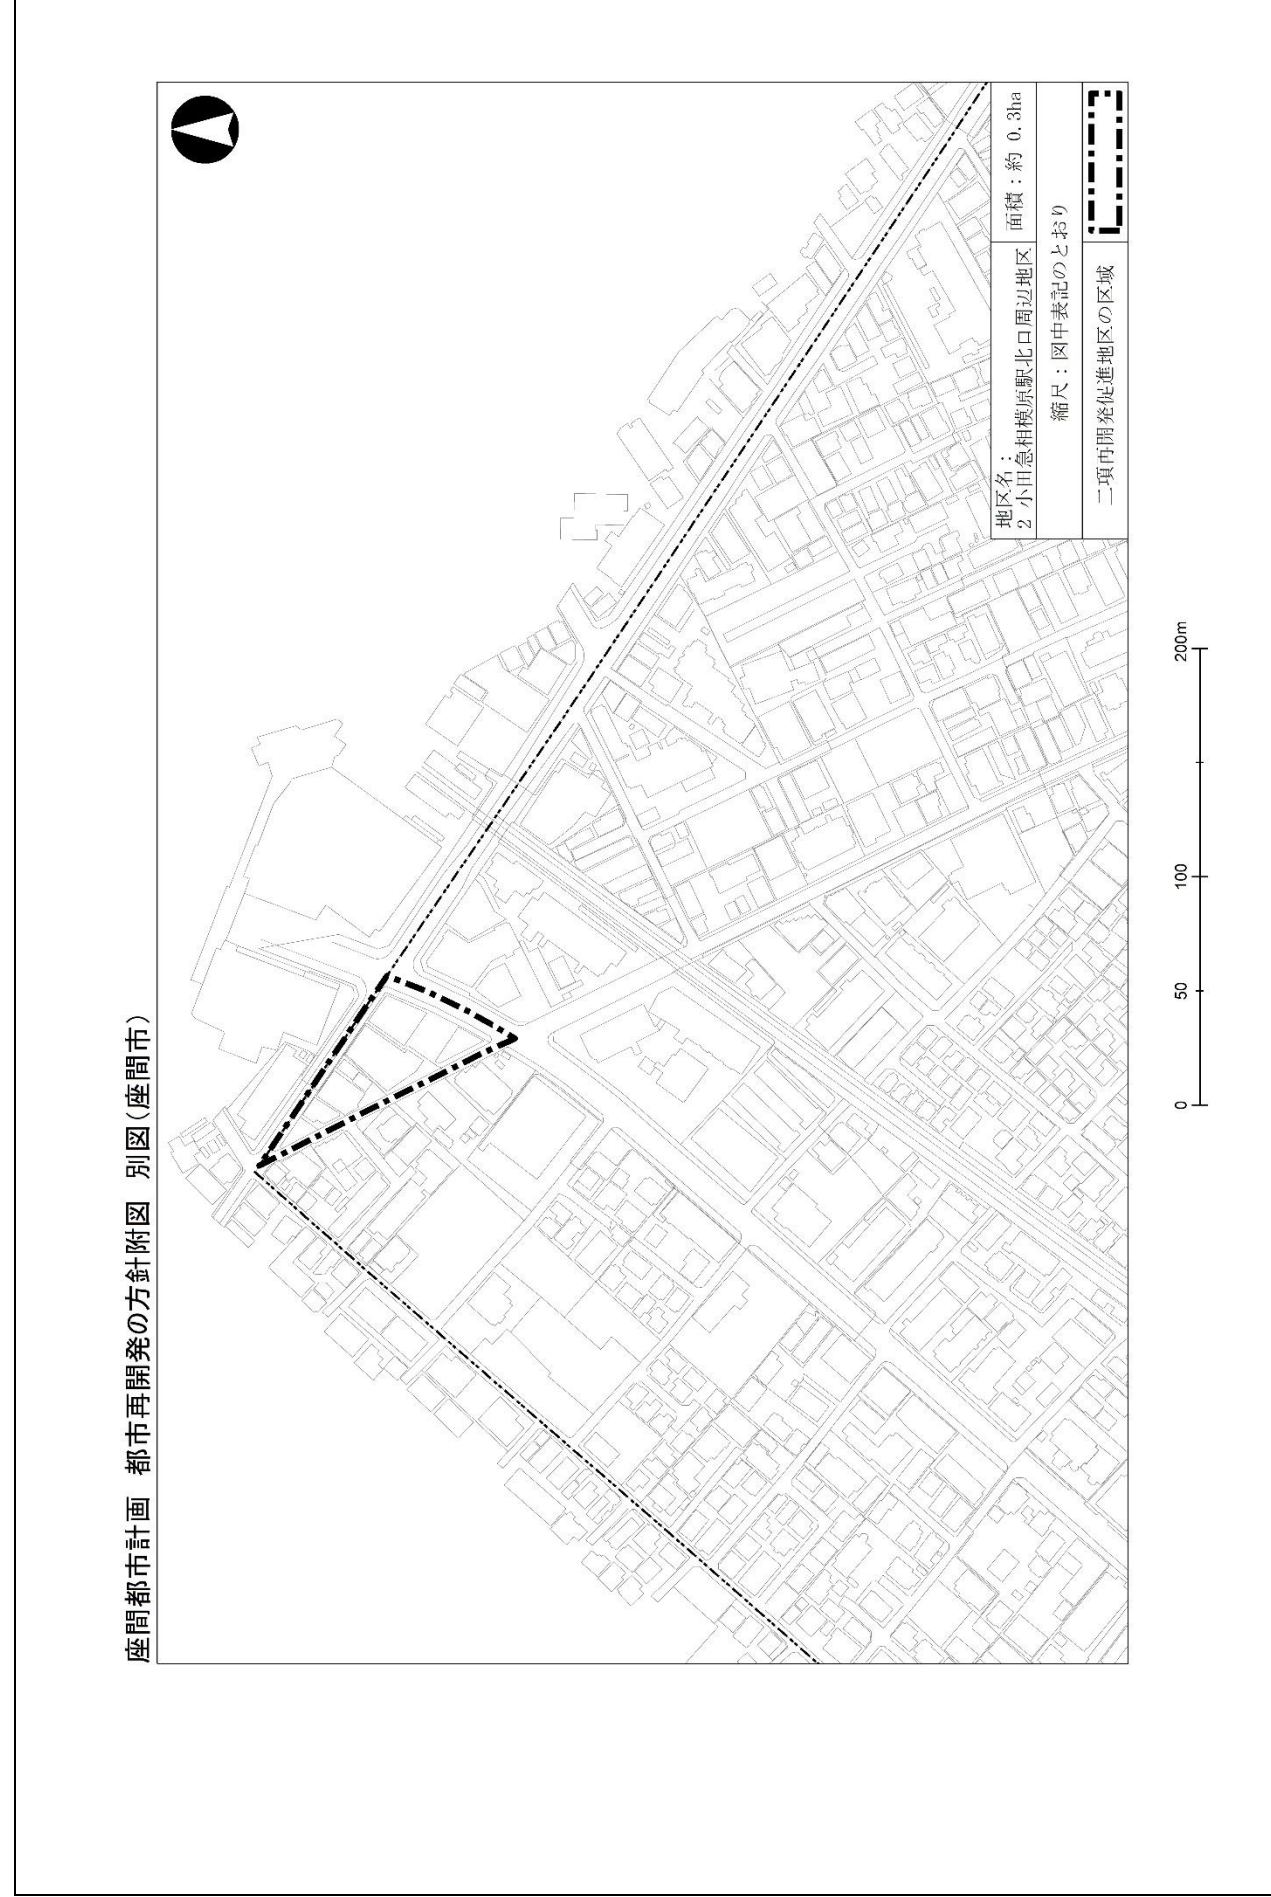 座間都市計画　都市再開発の方針附図　別図(座間市)
地区名：
2 小田急相模原駅北口周辺地区
面積：約 0.3ha
縮尺：図中表記のとおり
二項再開発促進地区の区域
0 50 100 200m